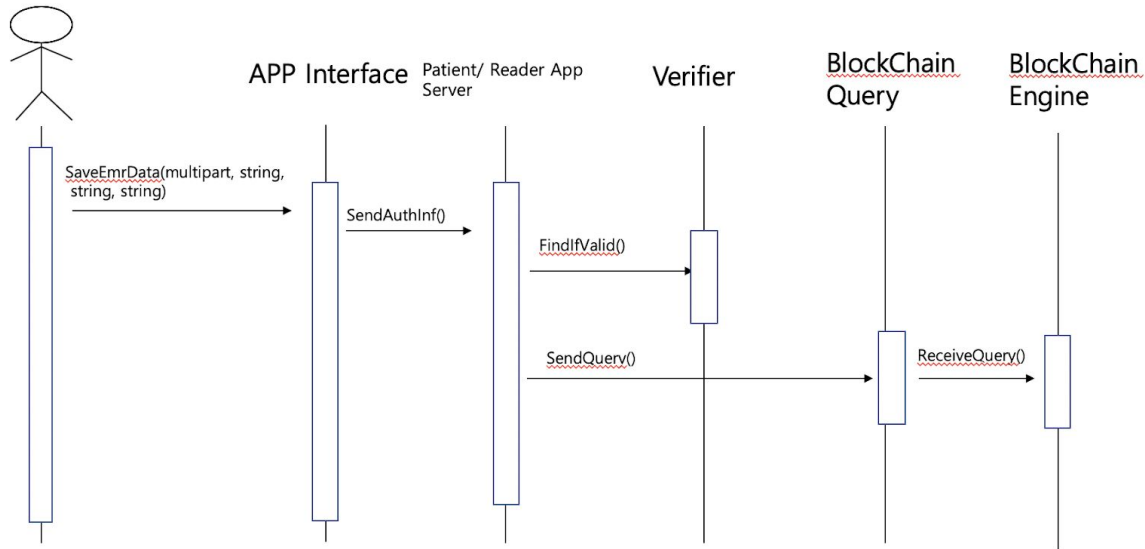 APP Interface
Patient/ Reader App
Server
Verifier
BlockChain
Query
BlockChain
Engine
SaveEmrData(multipart, string,
string, string)
SendAuthInf()
FindIfValid()
SendQuery()
ReceiveQuery()